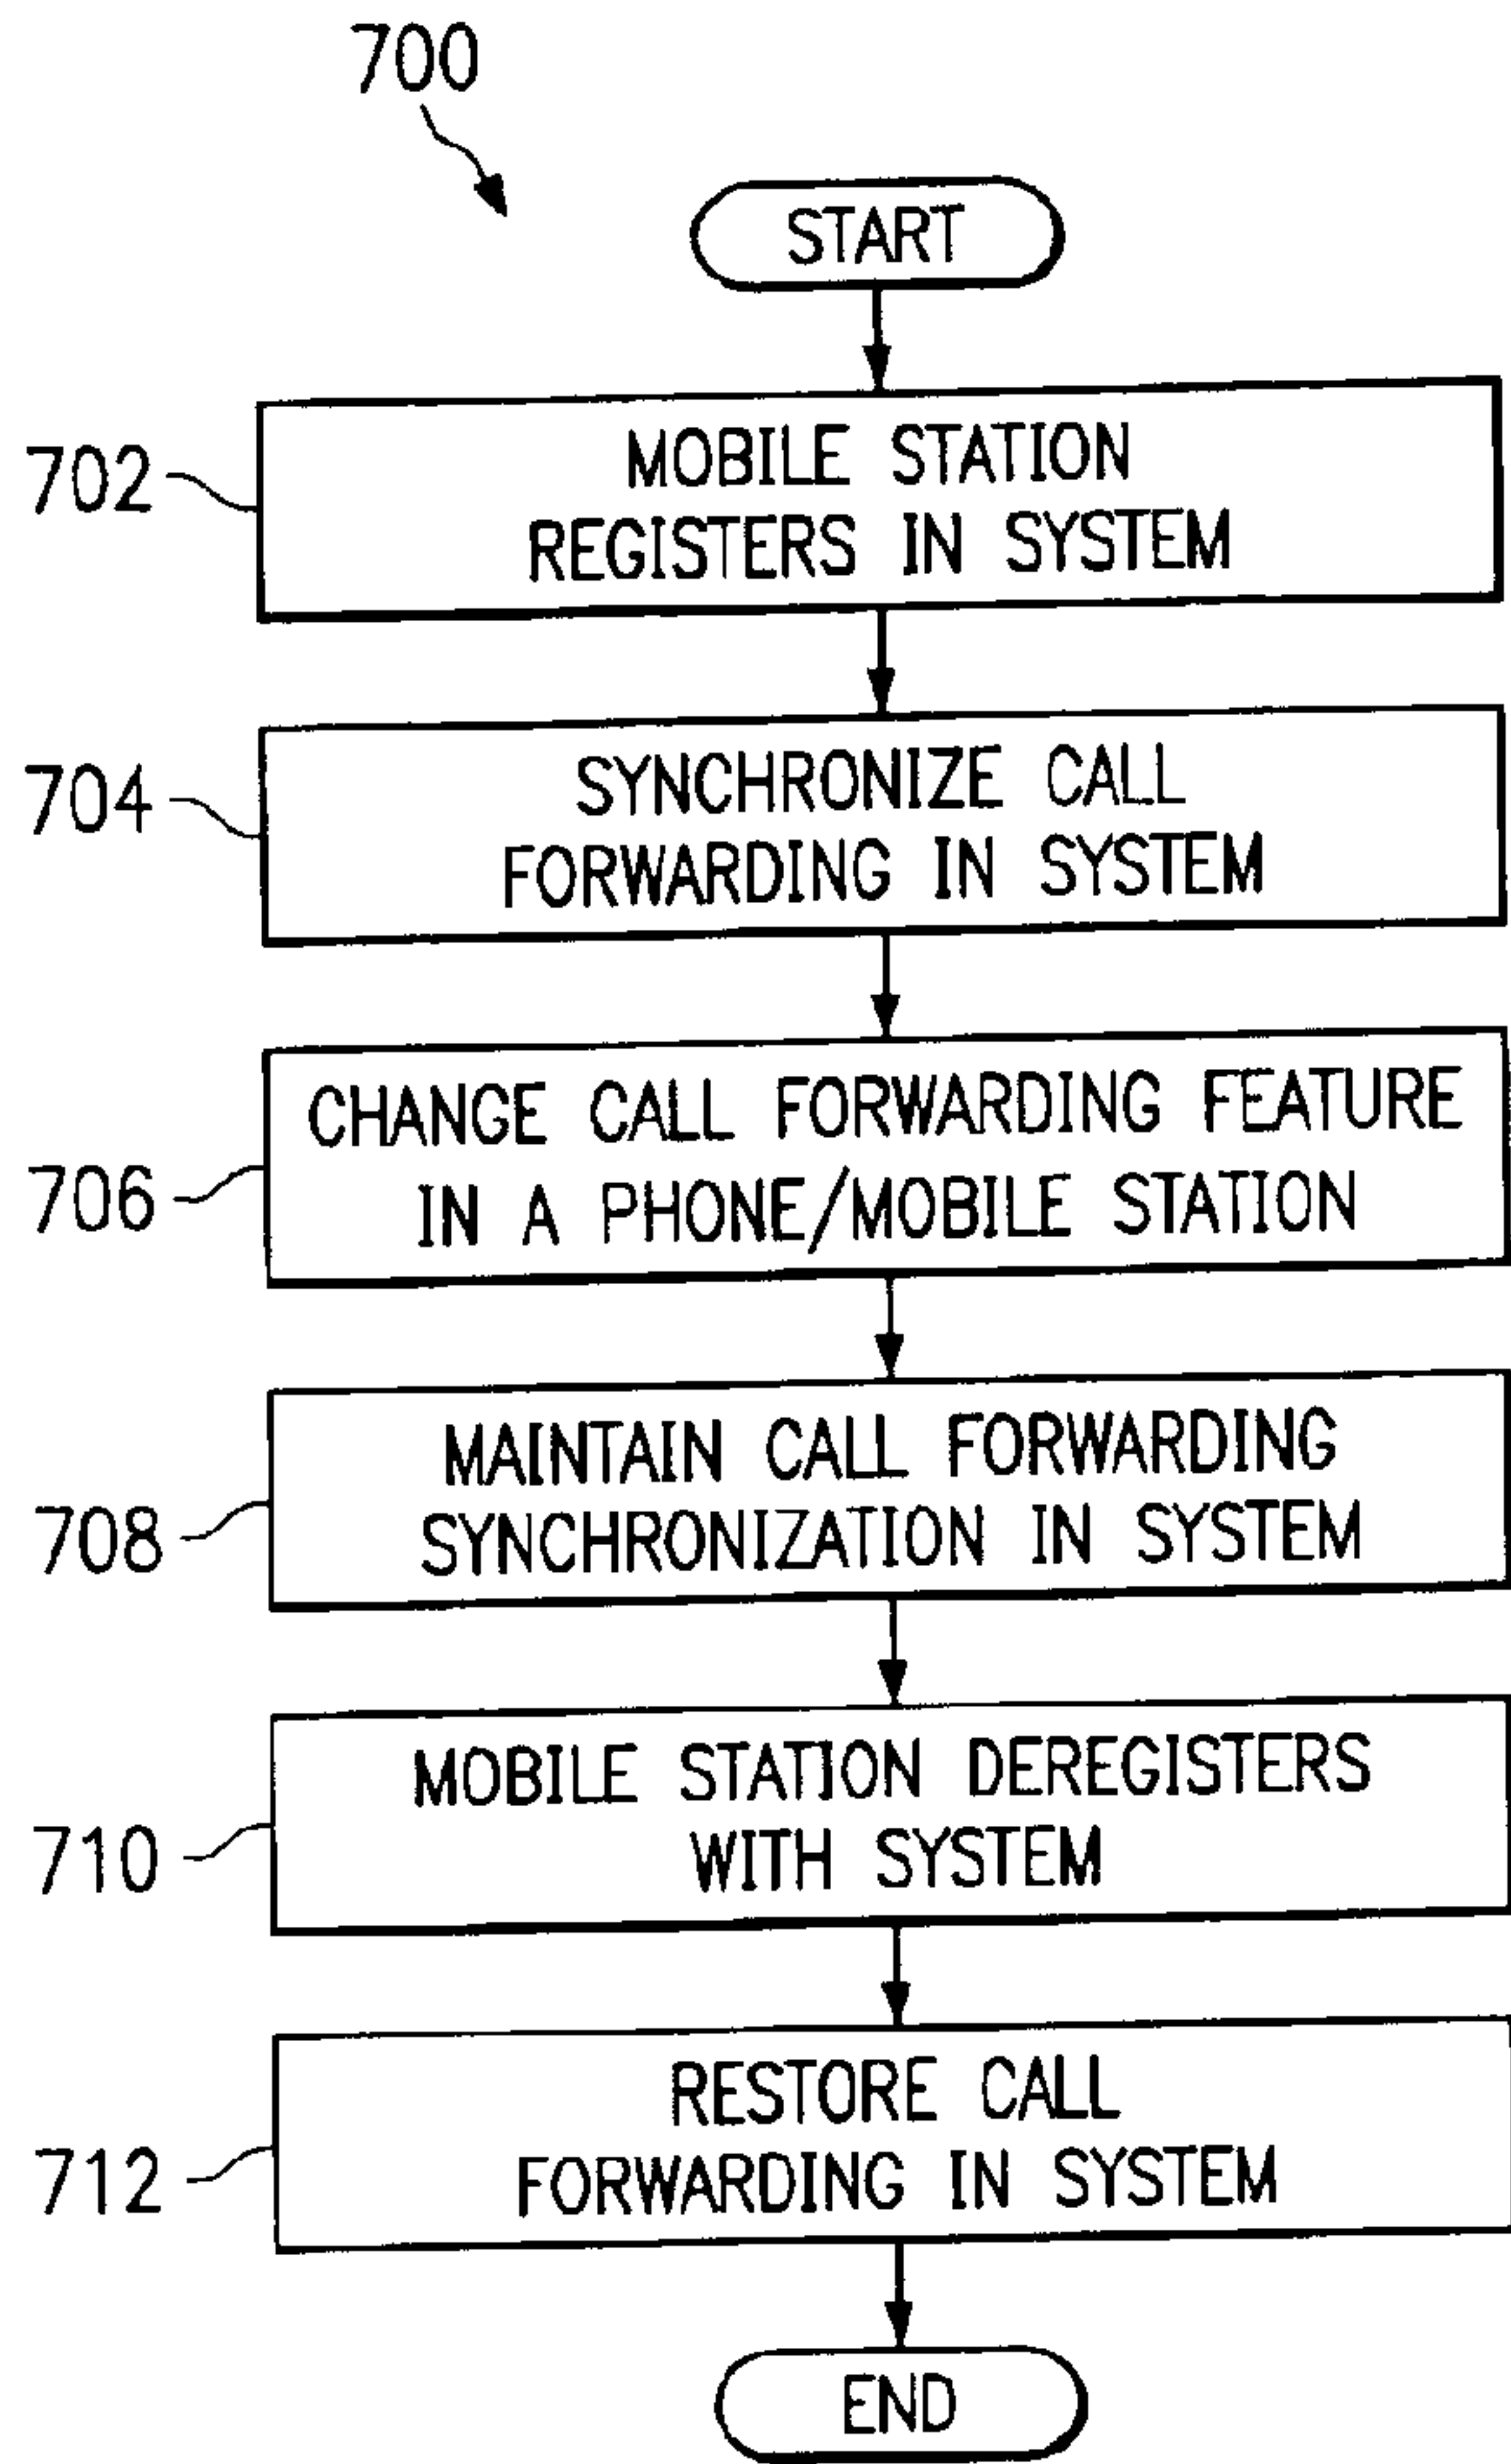 700
START
702
MOBILE STATION
REGISTERS IN SYSTEM
704
SYNCHRONIZE CALL
FORWARDING IN SYSTEM
706
CHANGE CALL FORWARDING FEATURE
IN A PHONE/MOBILE STATION
708
MAINTAIN CALL FORWARDING
SYNCHRONIZATION IN SYSTEM
710
MOBILE STATION DEREGISTERS
WITH SYSTEM
712
RESTORE CALL
FORWARDING IN SYSTEM
END